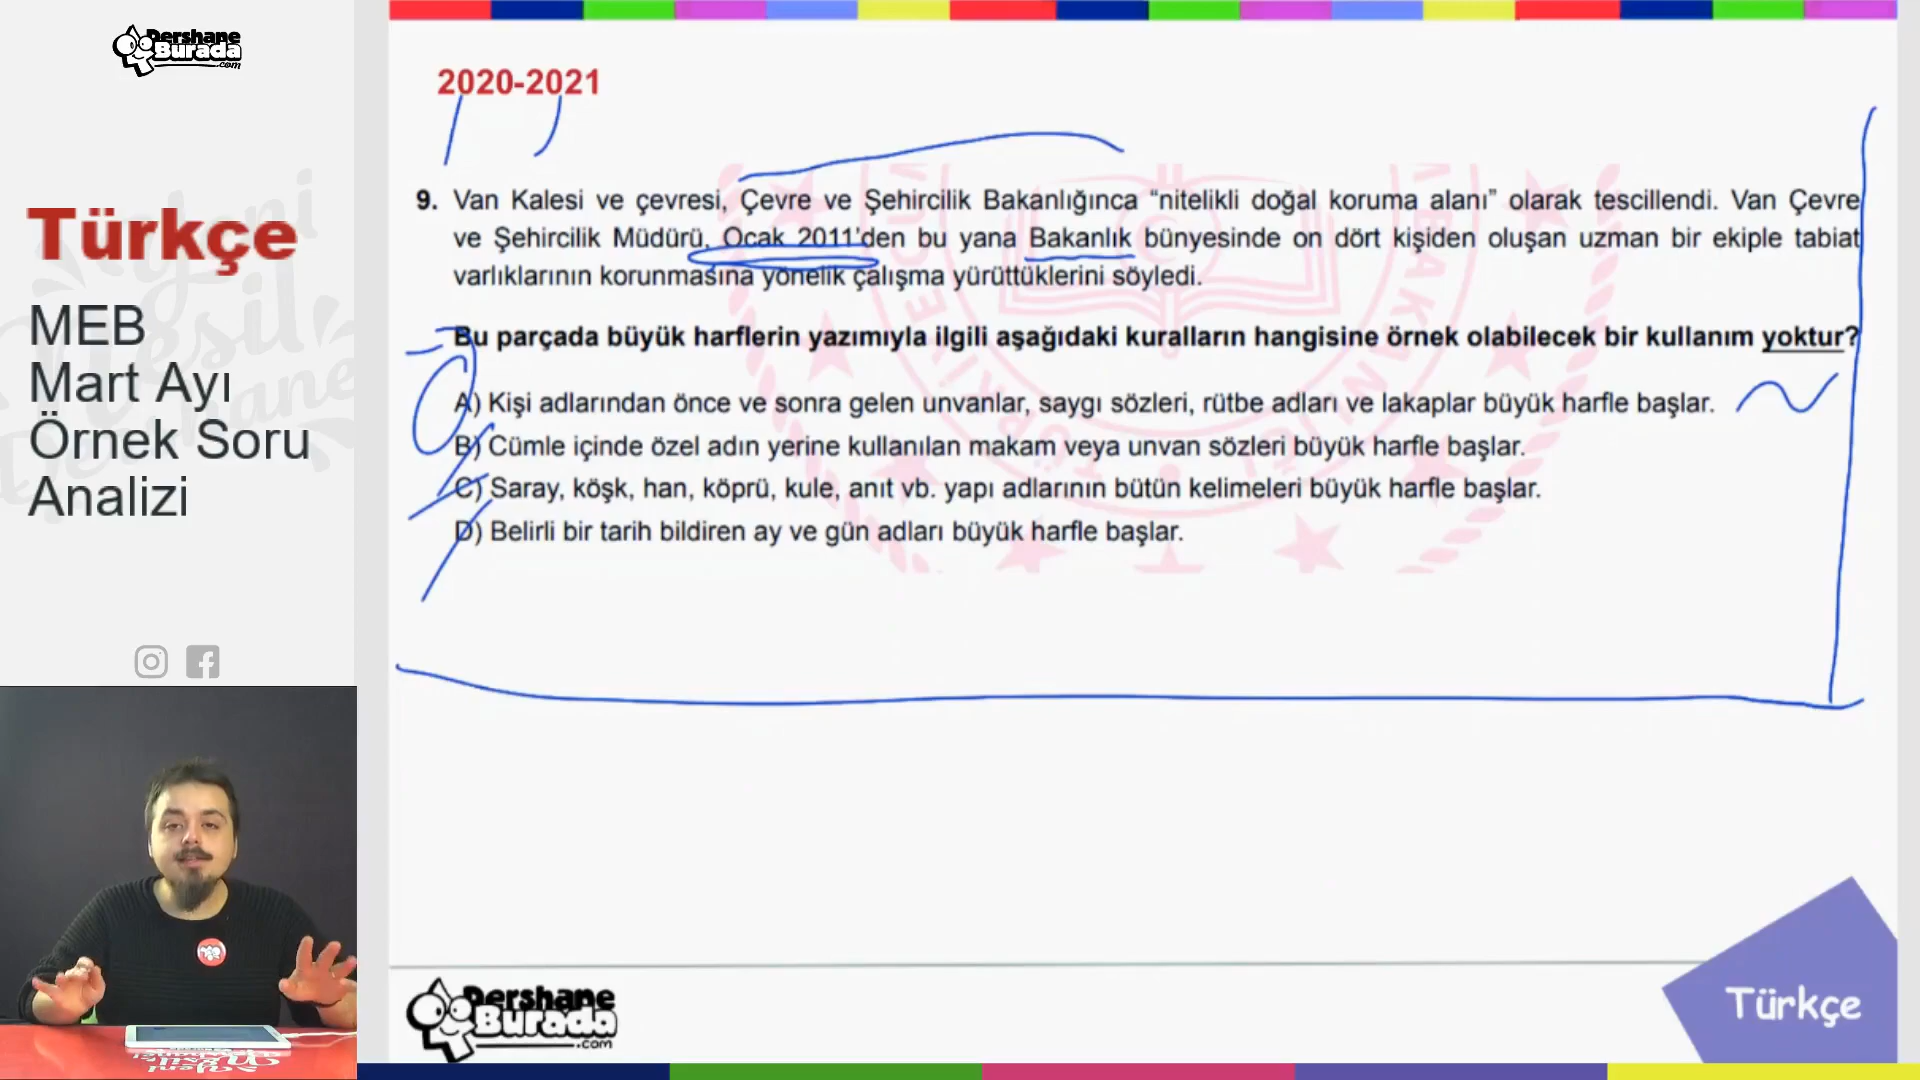 Dershane
Burada
.com
Türkçe
MEB
Mart Ayı
Örnek Soru
Analizi
2020-2021
9. Van Kalesi ve çevresi, Çevre ve Şehircilik Bakanlığınca “nitelikli doğal koruma alanı” olarak tescillendi. Van Çevre
ve Şehircilik Müdürü, Ocak 2011'den bu yana Bakanlık bünyesinde on dört kişiden oluşan uzman bir ekiple tabiat
varlıklarının korunmasına yönelik çalışma yürüttüklerini söyledi.
Bu parçada büyük harflerin yazımıyla ilgili aşağıdaki kuralların hangisine örnek olabilecek bir kullanım yoktur?
A) Kişi adlarından önce ve sonra gelen unvanlar, saygı sözleri, rütbe adları ve lakaplar büyük harfle başlar.
B) Cümle içinde özel adın yerine kullanılan makam veya unvan sözleri büyük harfle başlar.
C) Saray, köşk, han, köprü, kule, anıt vb. yapı adlarının bütün kelimeleri büyük harfle başlar.
D) Belirli bir tarih bildiren ay ve gün adları büyük harfle başlar.
Dershane
Burada
.com
Türkçe